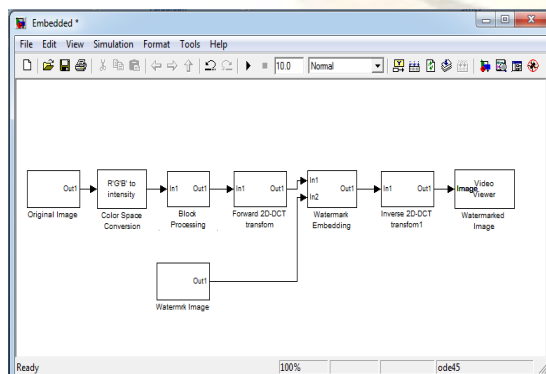 Embedded *
File Edit View Simulation Format Tools Help
10.0 Normal
Out1
Original Image
R'G'B' to
intensity
Color Space
Conversion
In1 Out1
Block
Processing
In1 Out1
Forward 2D-DCT
transfom
In1 Out1
In2
Watermark
Embedding
In1 Out1
Inverse 2D-DCT
transfom1
Image Video
Viewer
Watermarked
Image
Out1
Watermrk Image
Ready 100% ode45